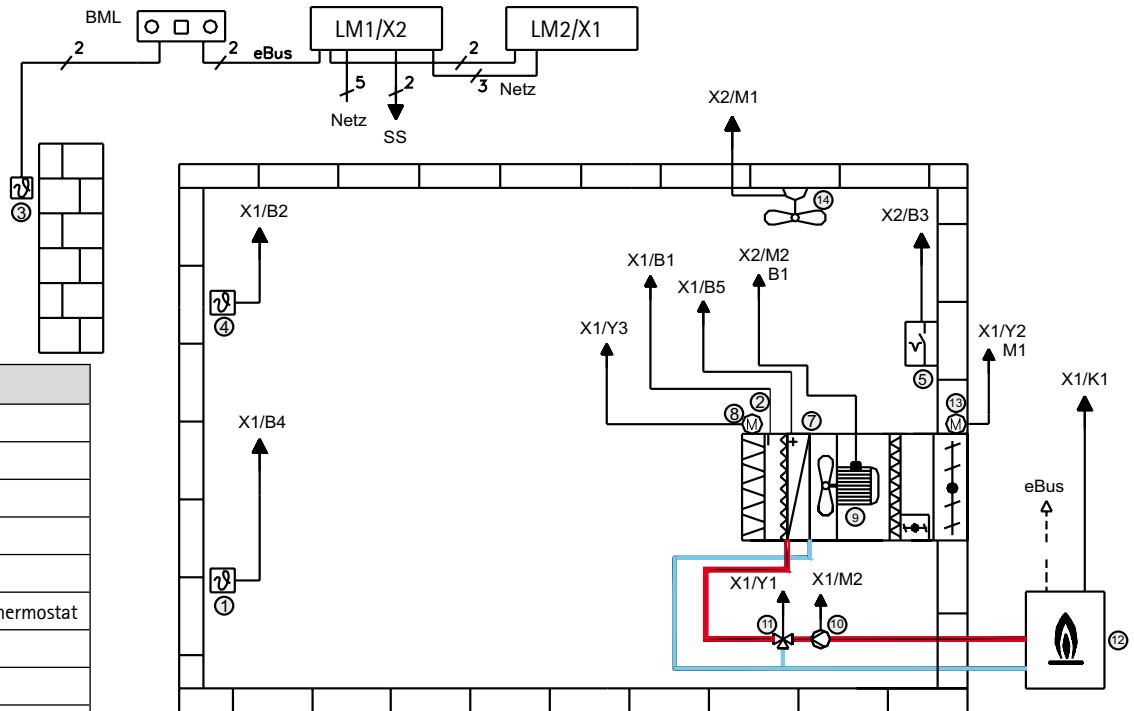 BML
LM1/X2
LM2/X1
2
2
eBus
2
5
2
3
Netz
Netz
SS
X2/M1
3
14
X1/B2
X2/B3
X1/B1
X2/M2
B1
X1/B5
4
X1/Y3
X1/Y2
M1
5
X1/K1
8
2
7
13
M
M
X1/B4
9
eBus
X1/Y1
X1/M2
1
hermostat
11
10
12